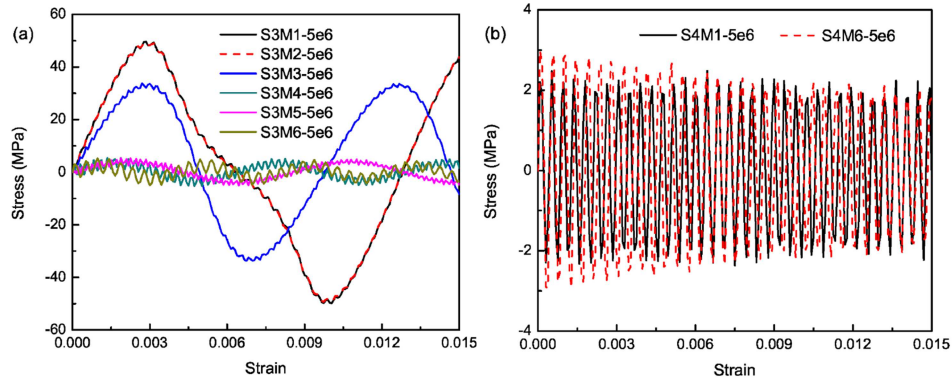 (a)
Stress (MPa)
60
40
20
0
-20
-40
-60
0.000 0.003 0.006 0.009 0.012 0.015
Strain
S3M1-5e6
S3M2-5e6
S3M3-5e6
S3M4-5e6
S3M5-5e6
S3M6-5e6
(b)
S4M1-5e6 S4M6-5e6
Stress (MPa)
4
2
0
-2
-4
0.000 0.003 0.006 0.009 0.012 0.015
Strain